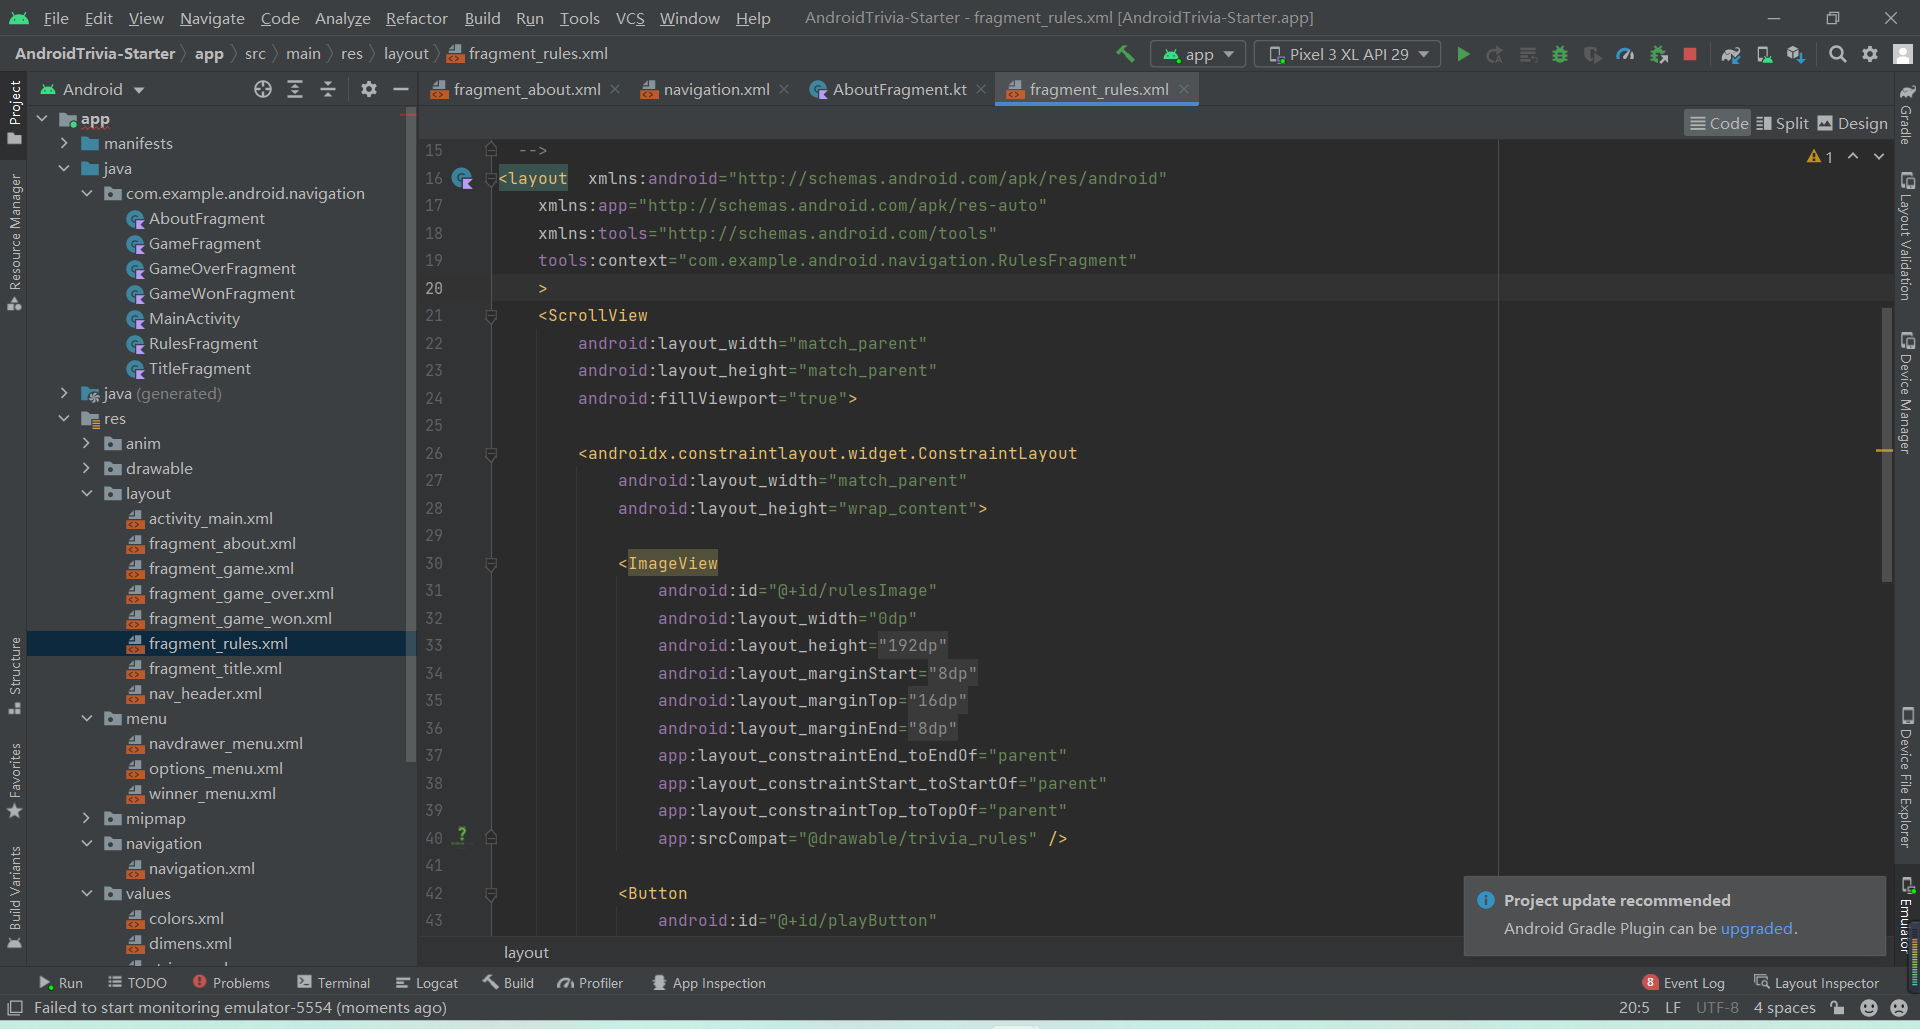 File Edit View Navigate Code Analyze Refactor Build Run Tools VCS Window Help AndroidTrivia-Starter - fragment_rules.xml [AndroidTrivia-Starter.app]
AndroidTrivia-Starter app src main res layout fragment_rules.xml app Pixel 3 XL API 29
Android
fragment_about.xml navigation.xml AboutFragment.kt fragment_rules.xml
Code Split Design
1
Project
Resource Manager
Structure
Favorites
Build Variants
app
manifests
java
com.example.android.navigation
AboutFragment
GameFragment
GameOverFragment
GameWonFragment
MainActivity
RulesFragment
TitleFragment
java (generated)
res
anim
drawable
layout
activity_main.xml
fragment_about.xml
fragment_game.xml
fragment_game_over.xml
fragment_game_won.xml
fragment_rules.xml
fragment_title.xml
nav_header.xml
menu
navdrawer_menu.xml
options_menu.xml
winner_menu.xml
mipmap
navigation
navigation.xml
values
colors.xml
dimens.xml
15 -->
16 <layout xmlns:android="http://schemas.android.com/apk/res/android"
17 xmlns:app="http://schemas.android.com/apk/res-auto"
18 xmlns:tools="http://schemas.android.com/tools"
19 tools:context="com.example.android.navigation.RulesFragment"
20 >
21 <ScrollView
22 android:layout_width="match_parent"
23 android:layout_height="match_parent"
24 android:fillViewport="true">
25
26 <androidx.constraintlayout.widget.ConstraintLayout
27 android:layout_width="match_parent"
28 android:layout_height="wrap_content">
29
30 <ImageView
31 android:id="@+id/rulesImage"
32 android:layout_width="0dp"
33 android:layout_height="192dp"
34 android:layout_marginStart="8dp"
35 android:layout_marginTop="16dp"
36 android:layout_marginEnd="8dp"
37 app:layout_constraintEnd_toEndOf="parent"
38 app:layout_constraintStart_toStartOf="parent"
39 app:layout_constraintTop_toTopOf="parent"
40 app:srcCompat="@drawable/trivia_rules" />
41
42 <Button
43 android:id="@+id/playButton"
layout
Project update recommended
Android Gradle Plugin can be upgraded.
Gradle
Layout Validation
Device Manager
Device File Explorer
Emulator
Run TODO Problems Terminal Logcat Build Profiler App Inspection 8 Event Log Layout Inspector
Failed to start monitoring emulator-5554 (moments ago) 20:5 LF UTF-8 4 spaces